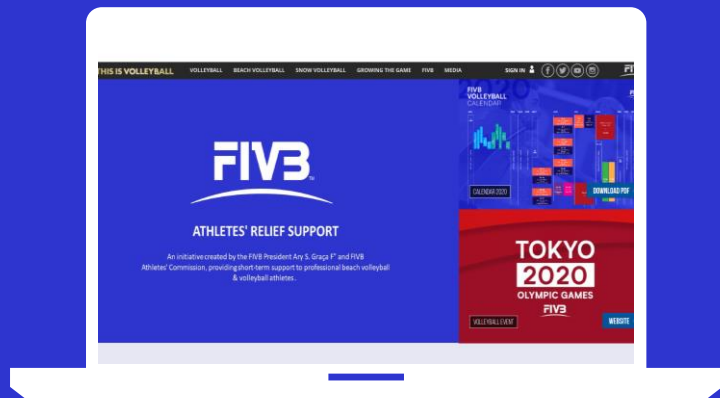 THIS IS VOLLEYBALL
VOLLEYBALL BEACH VOLLEYBALL SNOW VOLLEYBALL GROWING THE GAME FIVB MEDIA SIGN IN
FIVB
ATHLETES' RELIEF SUPPORT
An initiative created by the FIVB President Ary S. Graça Fº and FIVB
Athletes' Commission, providing short-term support to professional beach volleyball
& volleyball athletes.
2020
FIVB
VOLLEYBALL
CALENDAR
CALENDAR 2020
DOWNLOAD PDF
TOKYO
2020
OLYMPIC GAMES
FIVB
VOLLEYBALL EVENT
WEBSITE